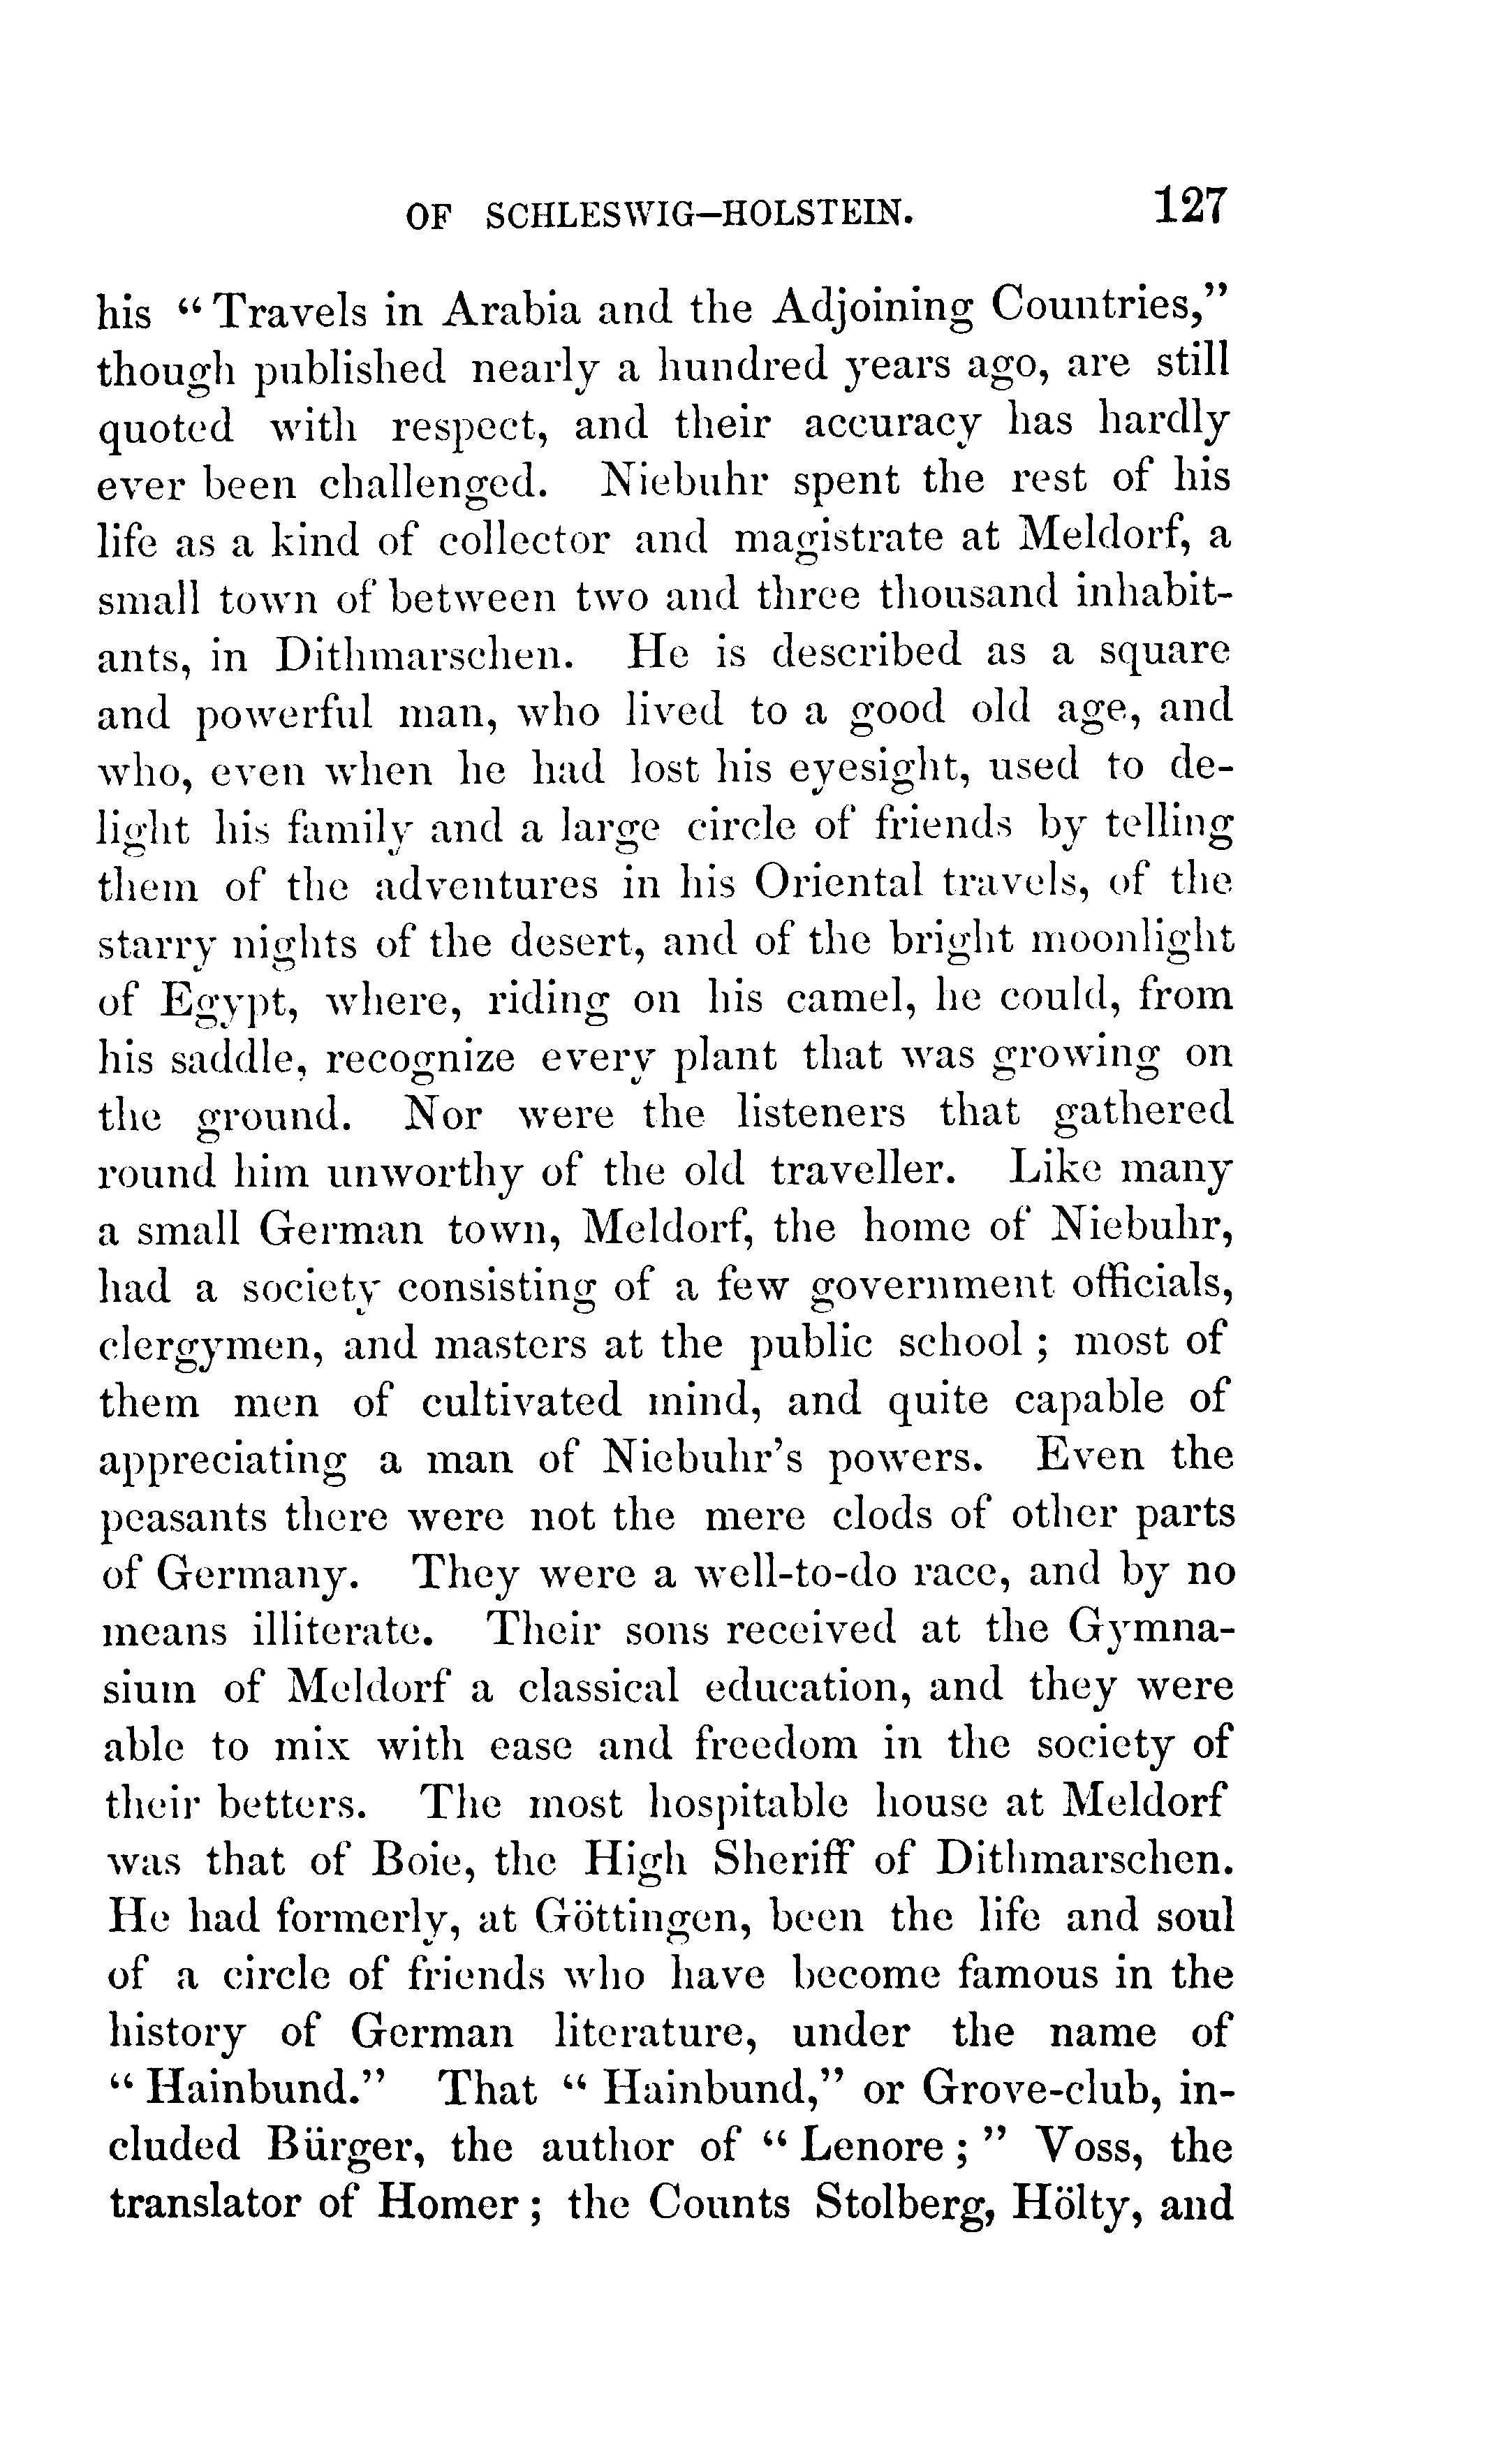 OF SCHLESWIG-HOLSTEIN. 127
his “Travels in Arabia and the Adjoining Countries,”
though published nearly a hundred years ago, are still
quoted with respect, and their accuracy has hardly
ever been challenged. Niebuhr spent the rest of his
life as a kind of collector and magistrate at Meldorf, a
small town of between two and three thousand inhabit-
ants, in Dithmarschen. He is described as a square
and powerful man, who lived to a good old age, and
who, even when he had lost his eyesight, used to de-
light his family and a large circle of friends by telling
them of the adventures in his Oriental travels, of the
starry nights of the desert, and of the bright moonlight
of Egypt, where, riding on his camel, he could, from
his saddle, recognize every plant that was growing on
the ground. Nor were the listeners that gathered
round him unworthy of the old traveller. Like many
a small German town, Meldorf, the home of Niebuhr,
had a society consisting of a few government officials,
clergymen, and masters at the public school; most of
them men of cultivated mind, and quite capable of
appreciating a man of Niebuhr’s powers. Even the
peasants there were not the mere clods of other parts
of Germany. They were a well-to-do race, and by no
means illiterate. Their sons received at the Gymna-
sium of Meldorf a classical education, and they were
able to mix with ease and freedom in the society of
their betters. The most hospitable house at Meldorf
was that of Boie, the High Sheriff of Dithmarschen.
He had formerly, at Göttingen, been the life and soul
of a circle of friends who have become famous in the
history of German literature, under the name of
“Hainbund.” That “Hainbund,” or Grove-club, in-
cluded Bürger, the author of “Lenore;” Voss, the
translator of Homer; the Counts Stolberg, Hölty, and